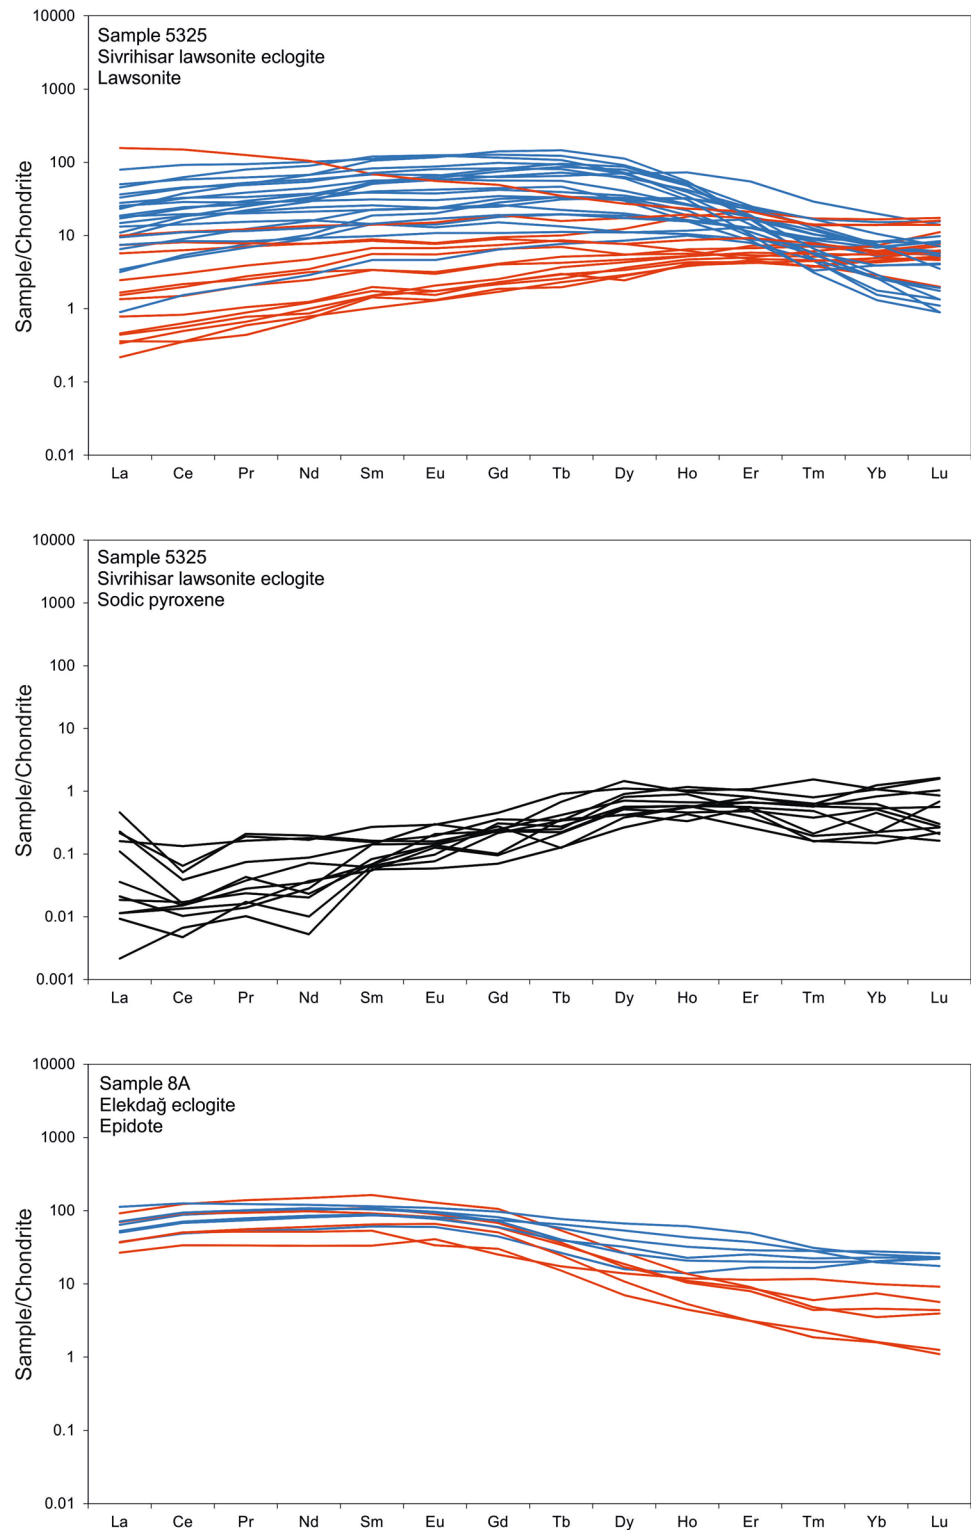 Sample 5325
Sivrihisar lawsonite eclogite
Lawsonite
Sample/Chondrite
10000
1000
100
10
1
0.1
0.01
La Ce Pr Nd Sm Eu Gd Tb Dy Ho Er Tm Yb Lu
Sample 5325
Sivrihisar lawsonite eclogite
Sodic pyroxene
Sample/Chondrite
10000
1000
100
10
1
0.1
0.01
0.001
La Ce Pr Nd Sm Eu Gd Tb Dy Ho Er Tm Yb Lu
Sample 8A
Elekdağ eclogite
Epidote
Sample/Chondrite
10000
1000
100
10
1
0.1
0.01
La Ce Pr Nd Sm Eu Gd Tb Dy Ho Er Tm Yb Lu